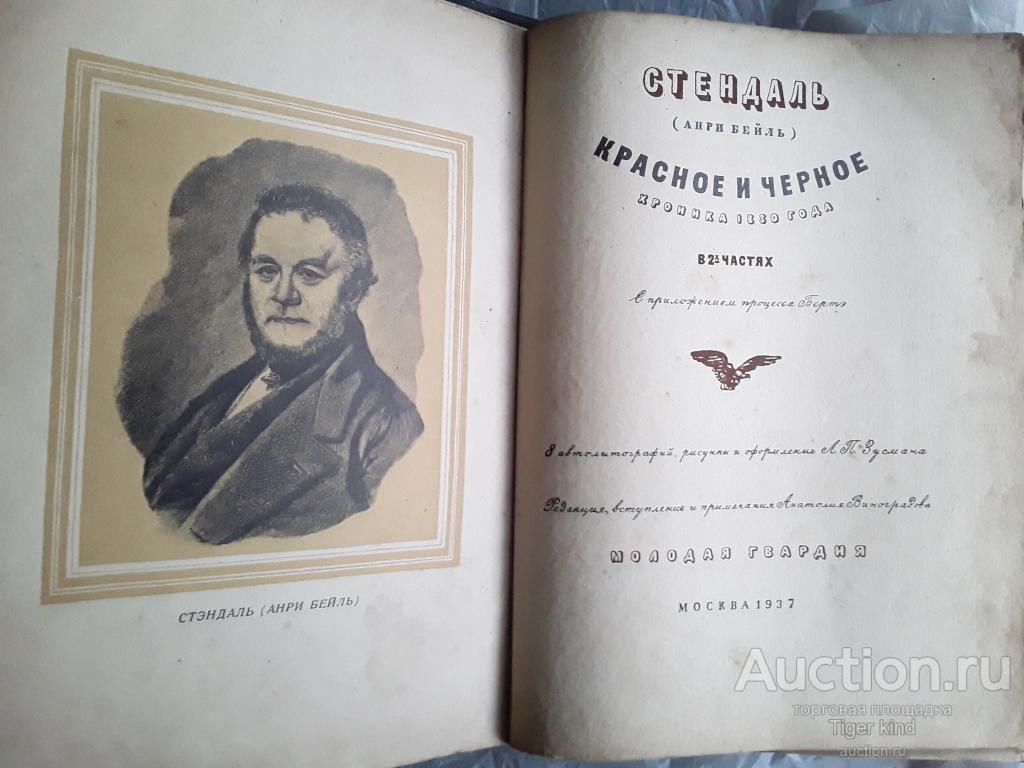 СТЭНДАЛЬ (АНРИ БЕЙЛЬ)
СТЕНДАЛЬ
(АНРИ БЕЙЛЬ)
КРАСНОЕ И ЧЕРНОЕ
ХРОНИКА 1830 ГОДА
В 2х ЧАСТЯХ
С приложением процесса Бертэ
8 автолитографий, рисунки и оформление Л. П. Зусмана
Редакция, вступление и примечания Анатолия Виноградова
МОЛОДАЯ ГВАРДИЯ
МОСКВА 1937
Auction.ru
торговая площадка
Tiger kind
auction.ru